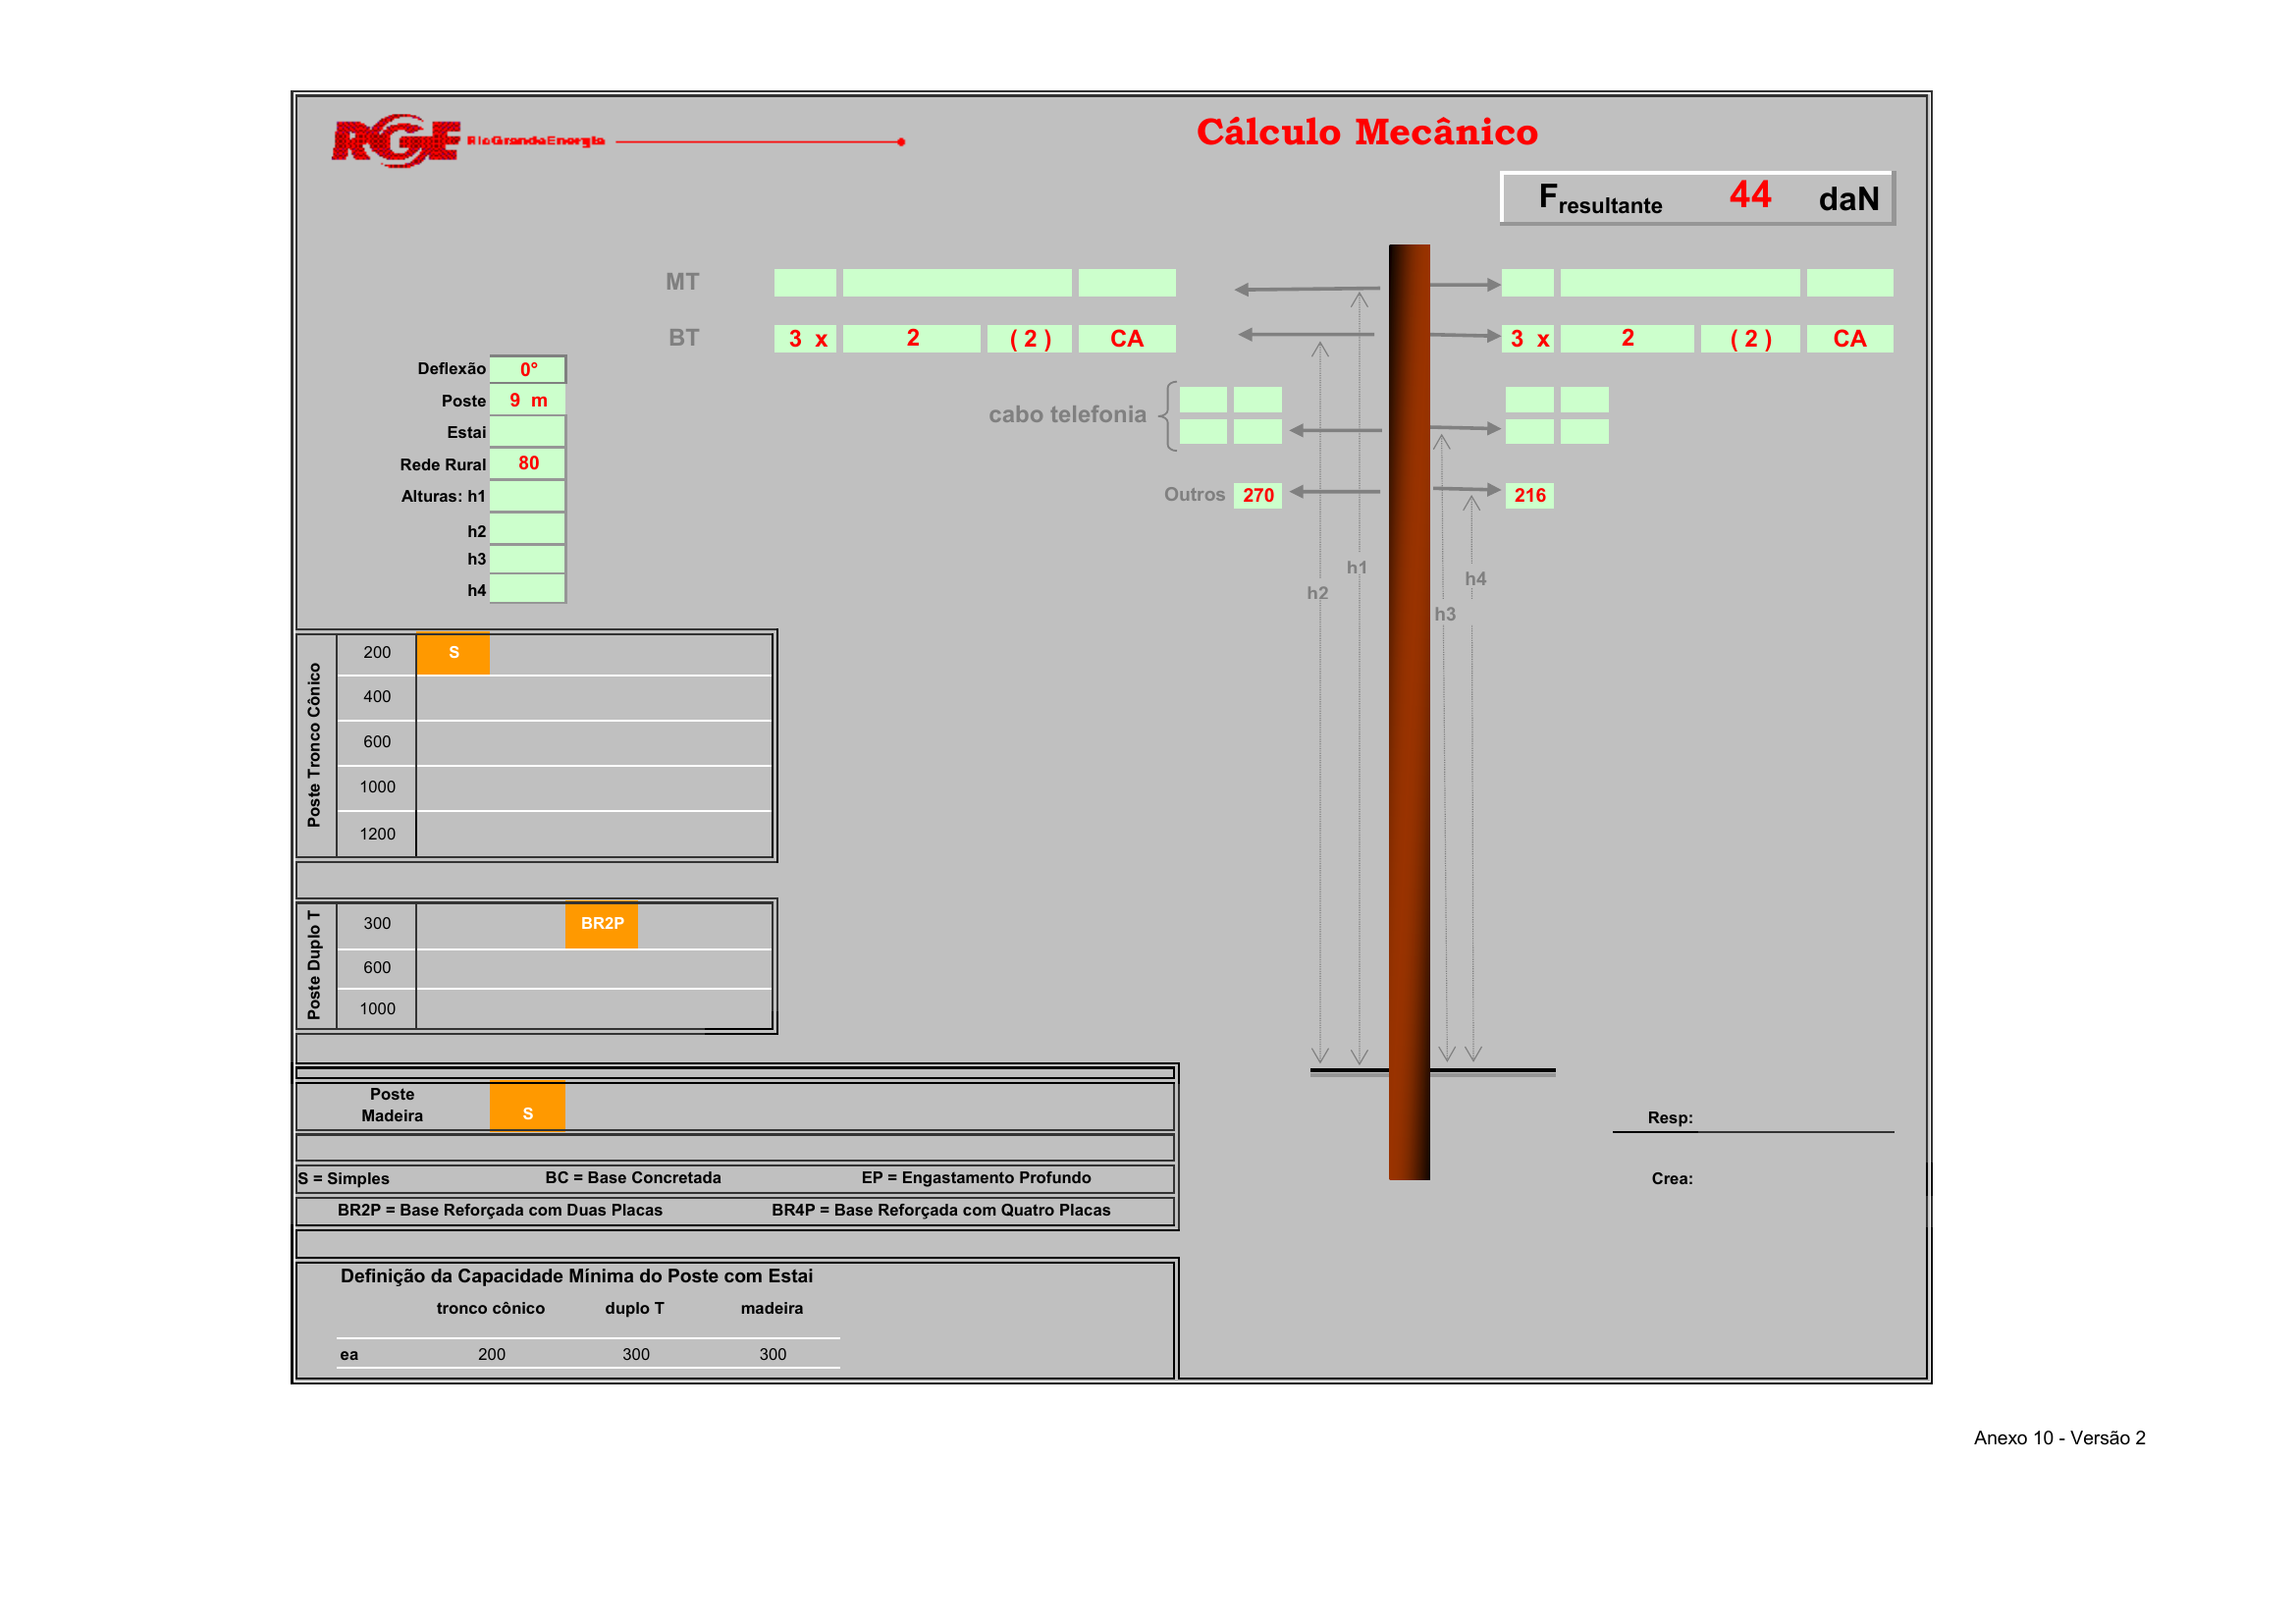 RGE RioGrandeEnergia
Cálculo Mecânico
Fresultante 44 daN
MT
BT 3 x 2 ( 2 ) CA 3 x 2 ( 2 ) CA
Deflexão 0°
Poste 9 m
cabo telefonia
Estai
Rede Rural 80
Alturas: h1
Outros 270 216
h2
h3
h4
h1
h2
h4
h3
Poste Tronco Cônico
200 S
400
600
1000
1200
Poste Duplo T
300 BR2P
600
1000
Poste
Madeira S
Resp:
S = Simples BC = Base Concretada EP = Engastamento Profundo
Crea:
BR2P = Base Reforçada com Duas Placas BR4P = Base Reforçada com Quatro Placas
Definição da Capacidade Mínima do Poste com Estai
tronco cônico duplo T madeira
ea 200 300 300
Anexo 10 - Versão 2